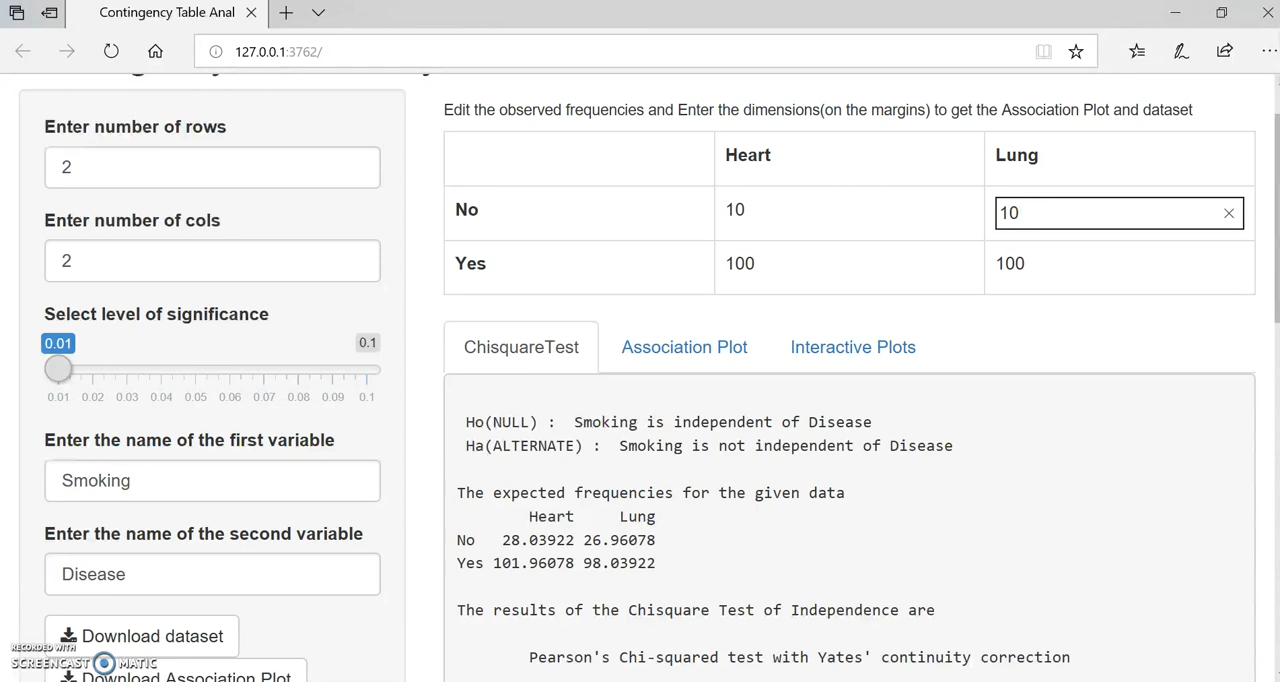 Contingency Table Anal
127.0.0.1:3762/
Enter number of rows
2
Enter number of cols
2
Select level of significance
0.01 0.1
0.01 0.02 0.03 0.04 0.05 0.06 0.07 0.08 0.09 0.1
Enter the name of the first variable
Smoking
Enter the name of the second variable
Disease
Download dataset
Download Association Plot
RECORDED WITH
SCREENCAST MATIC
Edit the observed frequencies and Enter the dimensions(on the margins) to get the Association Plot and dataset
Heart Lung
No 10 10
Yes 100 100
ChisquareTest Association Plot Interactive Plots
Ho(NULL) : Smoking is independent of Disease
Ha(ALTERNATE) : Smoking is not independent of Disease
The expected frequencies for the given data
Heart Lung
No 28.03922 26.96078
Yes 101.96078 98.03922
The results of the Chisquare Test of Independence are
Pearson's Chi-squared test with Yates' continuity correction